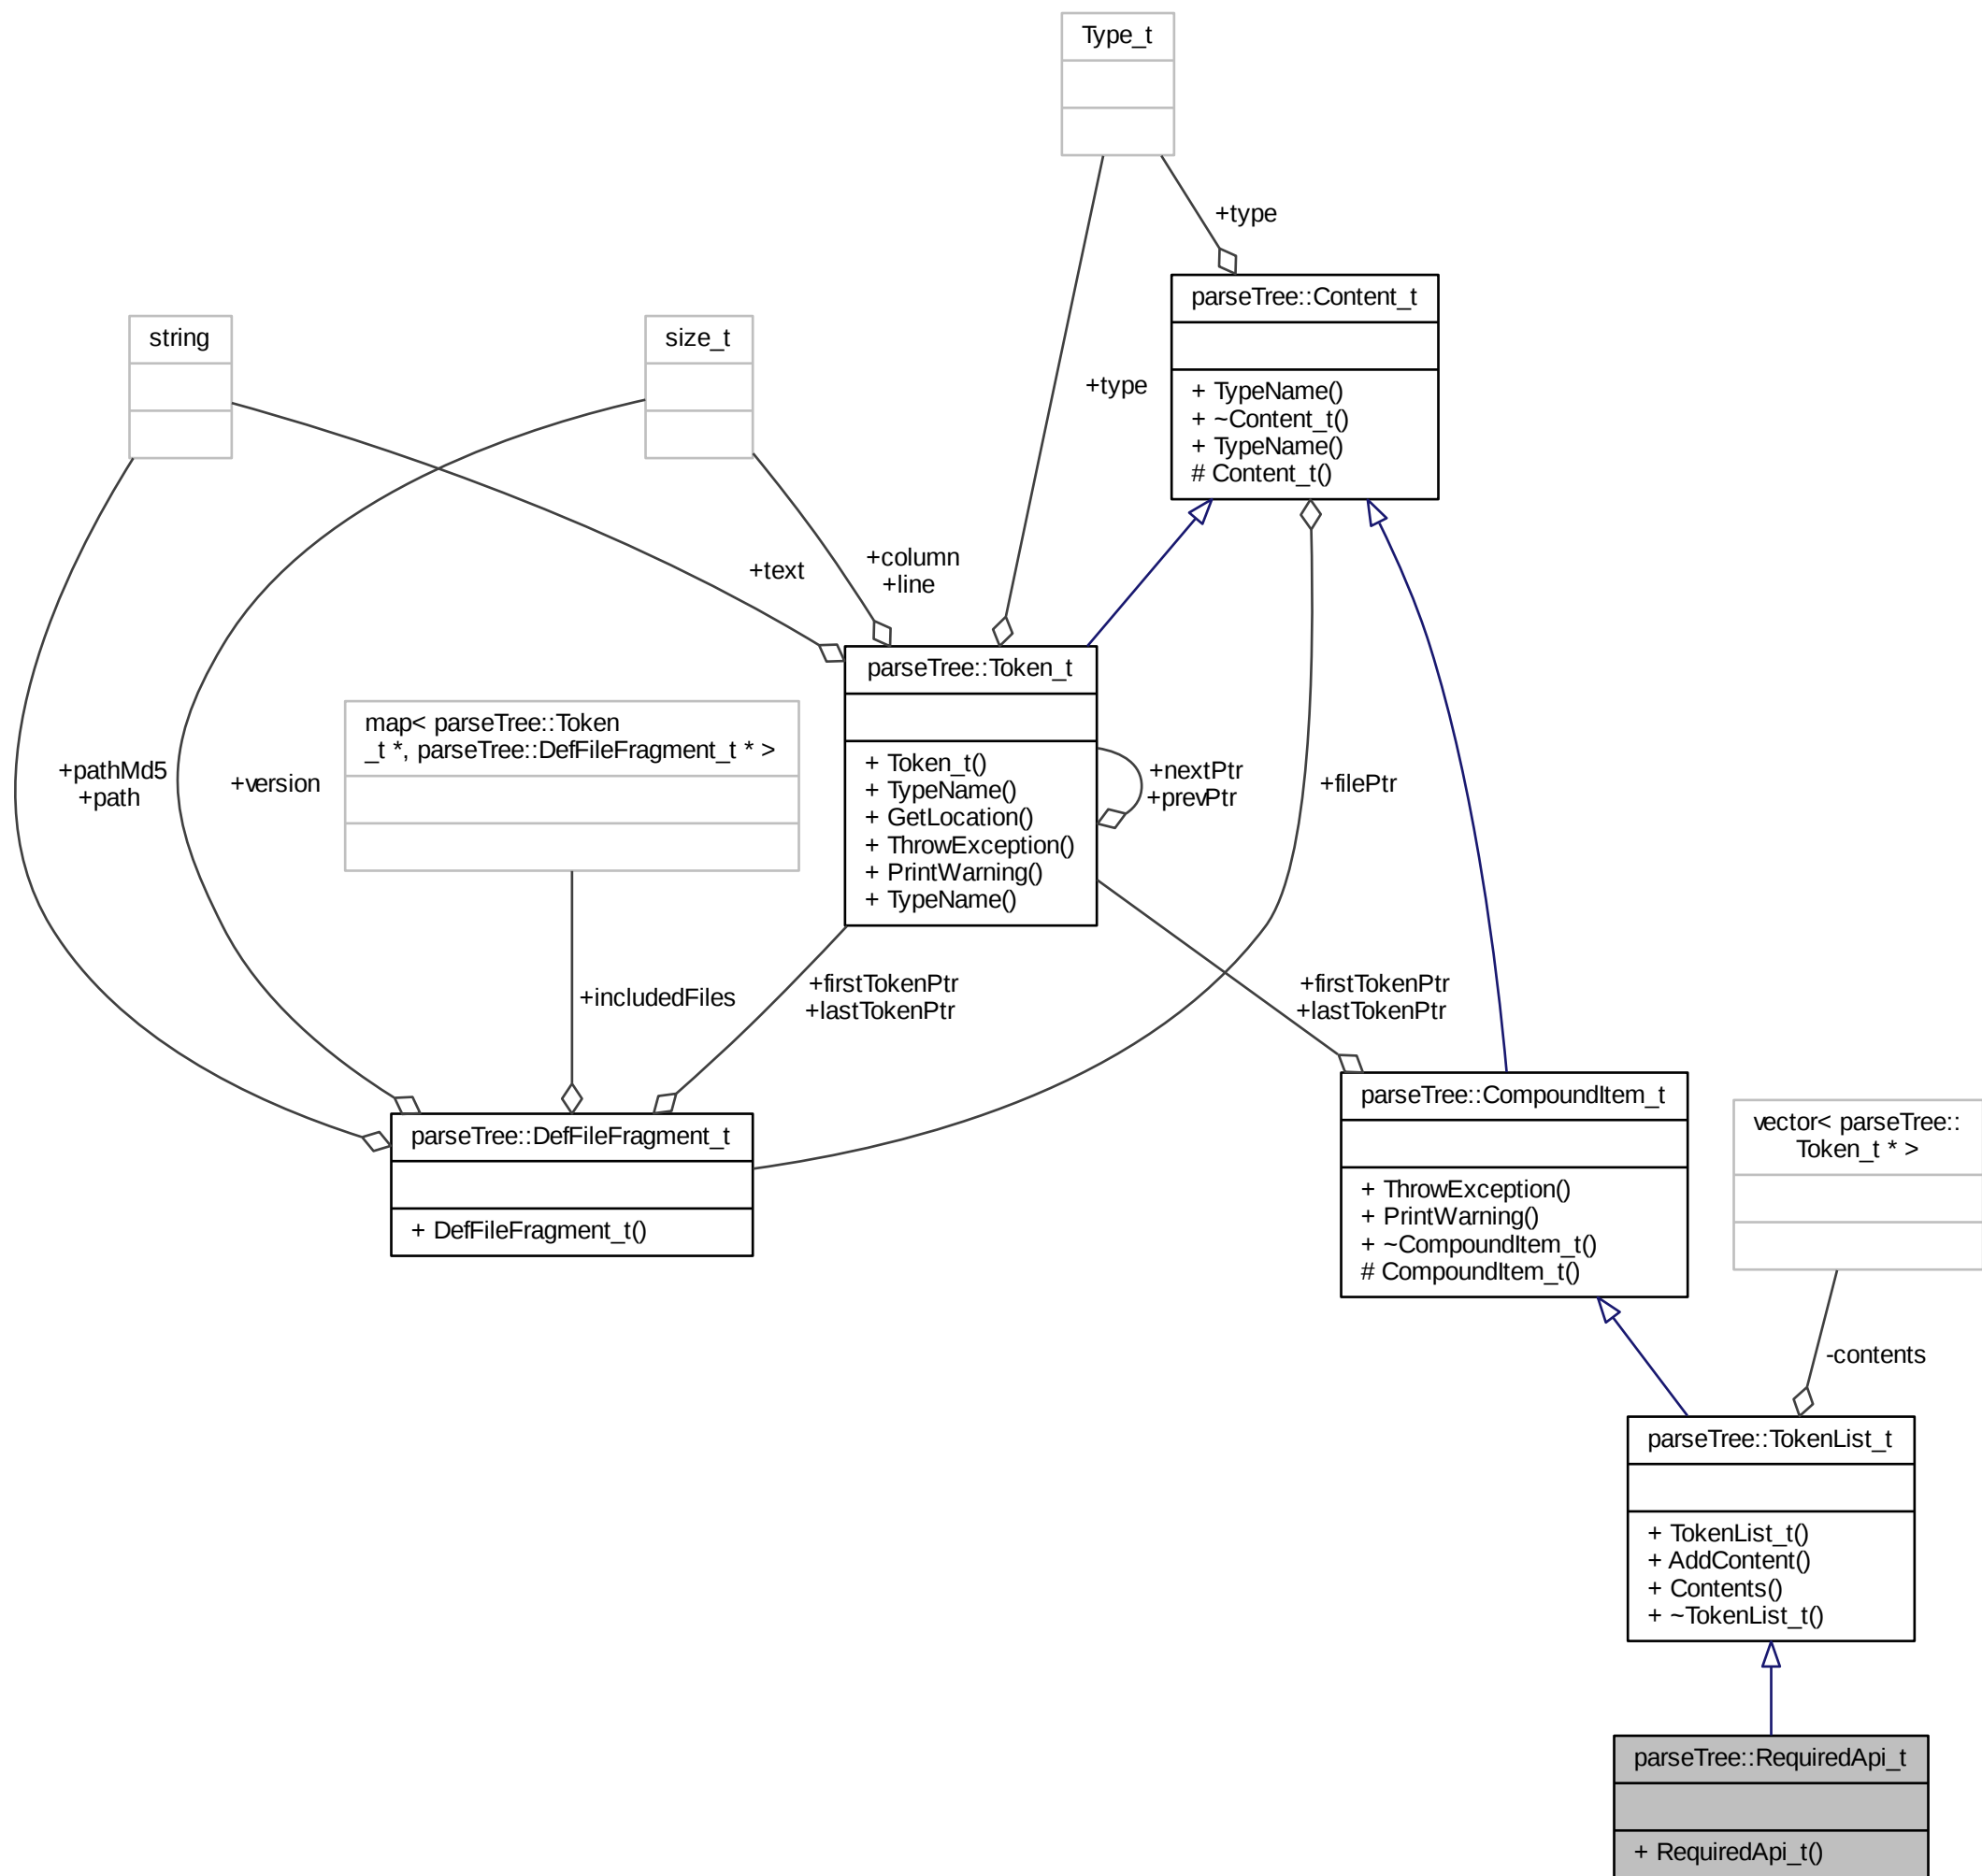 Type_t
+type
parseTree::Content_t
+ TypeName()
+ ~Content_t()
+ TypeName()
# Content_t()
string
size_t
+type
+text
+column
+line
parseTree::Token_t
+ Token_t()
+ TypeName()
+ GetLocation()
+ ThrowException()
+ PrintWarning()
+ TypeName()
map< parseTree::Token
_t *, parseTree::DefFileFragment_t * >
+pathMd5
+path
+version
+nextPtr
+prevPtr
+filePtr
+includedFiles
+firstTokenPtr
+lastTokenPtr
+firstTokenPtr
+lastTokenPtr
parseTree::DefFileFragment_t
+ DefFileFragment_t()
parseTree::CompoundItem_t
+ ThrowException()
+ PrintWarning()
+ ~CompoundItem_t()
# CompoundItem_t()
vector< parseTree::
Token_t * >
-contents
parseTree::TokenList_t
+ TokenList_t()
+ AddContent()
+ Contents()
+ ~TokenList_t()
parseTree::RequiredApi_t
+ RequiredApi_t()